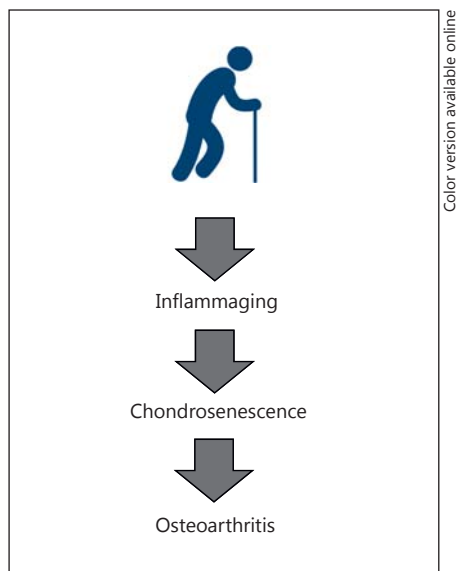 Inflammaging
Chondrosenescence
Osteoarthritis
Color version available online